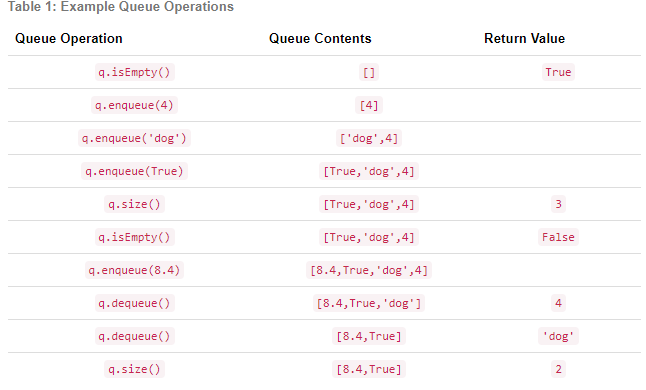 Table 1: Example Queue Operations
Queue Operation Queue Contents Return Value
q.isEmpty() [] True
q.enqueue(4) [4]
q.enqueue('dog') ['dog',4]
q.enqueue(True) [True,'dog',4]
q.size() [True,'dog',4] 3
q.isEmpty() [True,'dog',4] False
q.enqueue(8.4) [8.4,True,'dog',4]
q.dequeue() [8.4,True,'dog'] 4
q.dequeue() [8.4,True] 'dog'
q.size() [8.4,True] 2